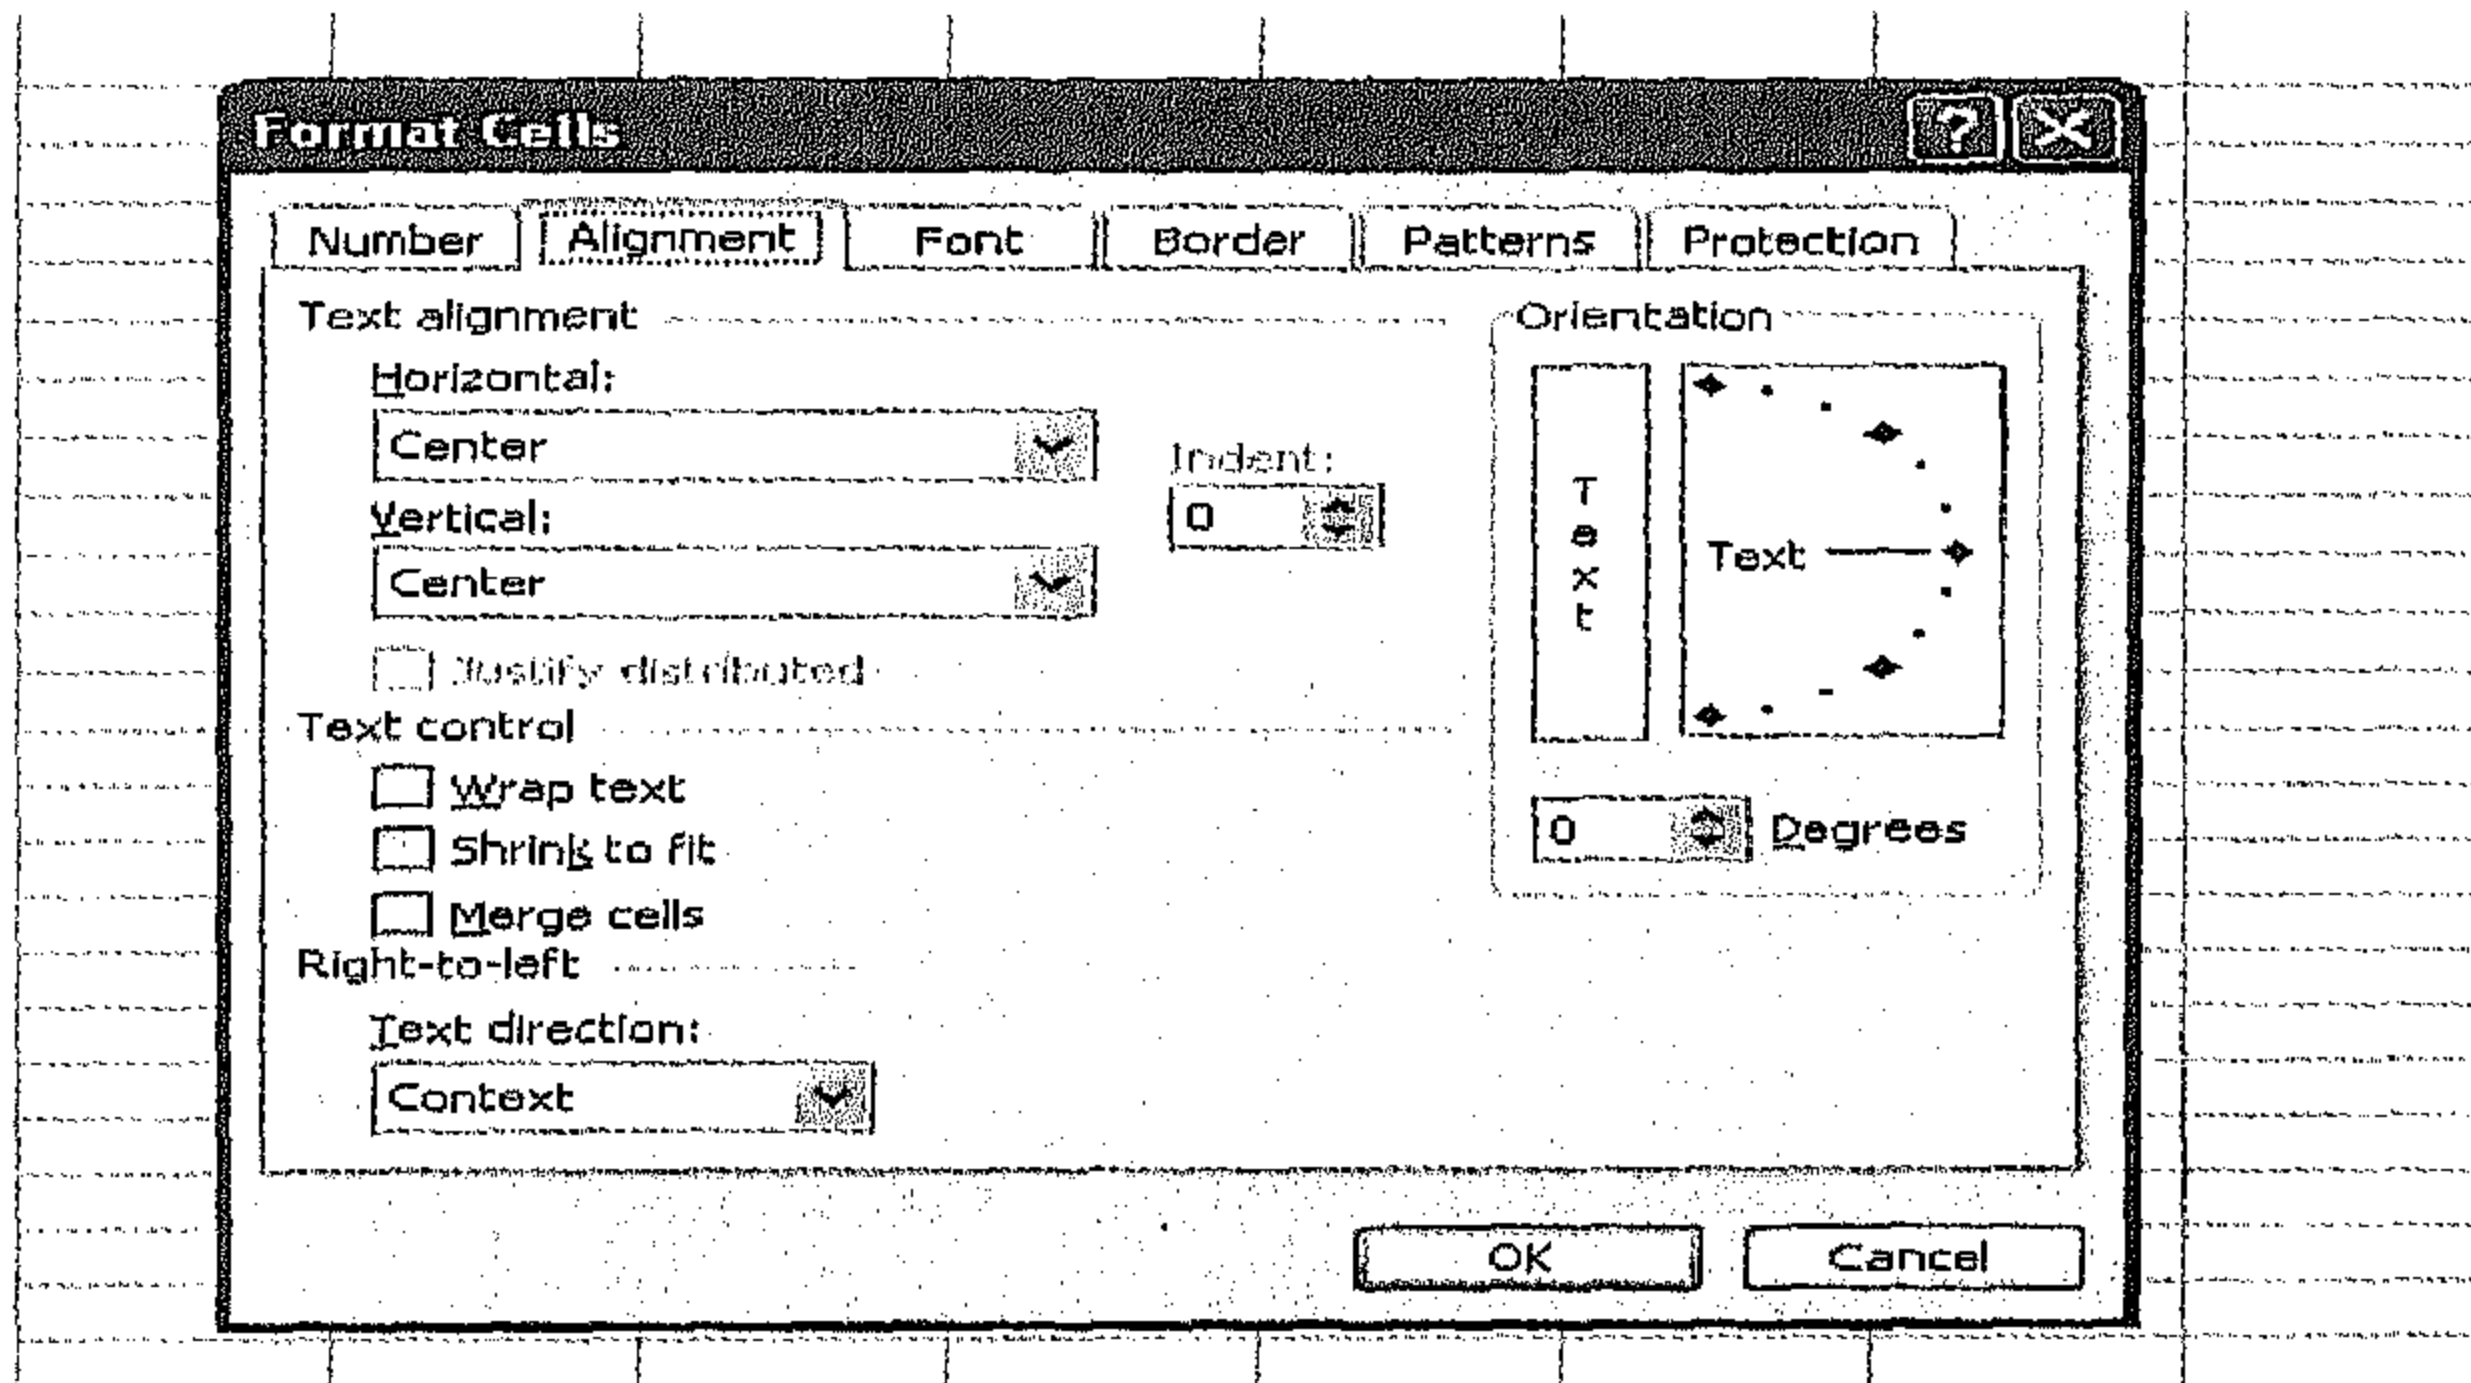 Format Cells ? X
Number Alignment Font Border Patterns Protection
Text alignment
Horizontal:
Center
Indent:
0
Vertical:
Center
Justify distributed
Text control
Wrap text
Shrink to fit
Merge cells
Right-to-left
Text direction:
Context
Orientation
Text
Text
0 Degrees
OK Cancel